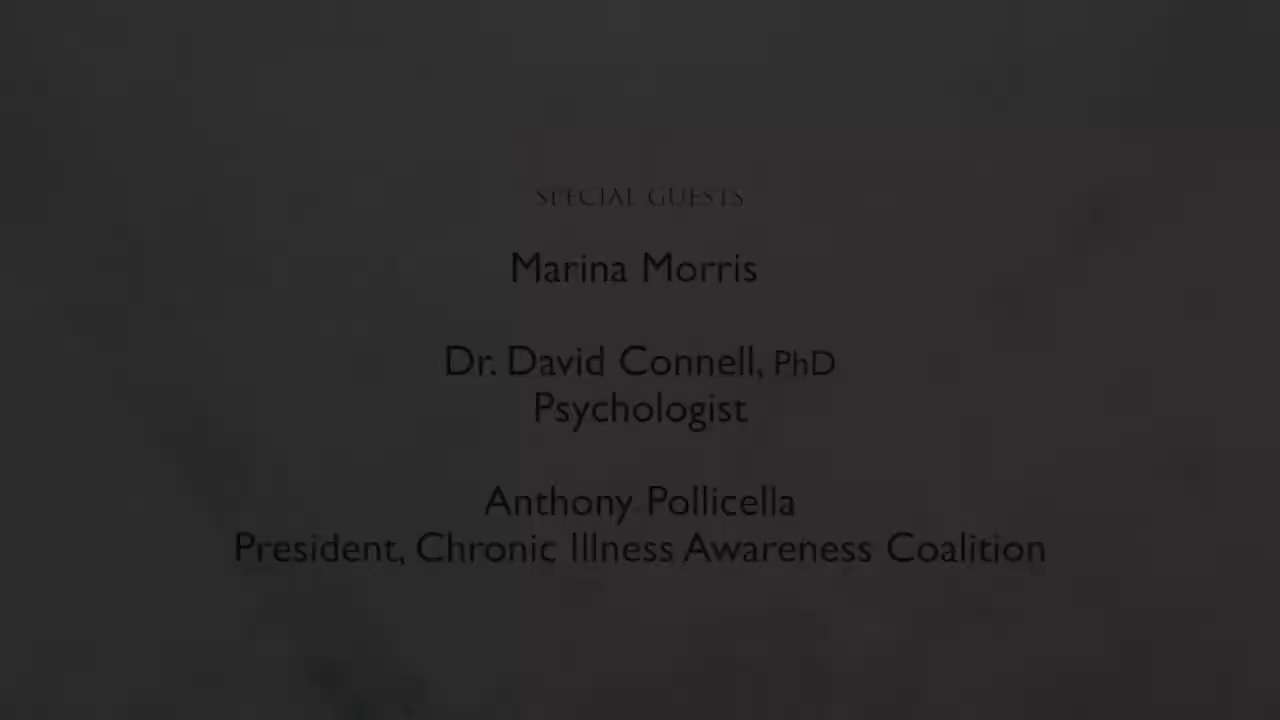 SPECIAL GUESTS
Marina Morris
Dr. David Connell, PhD
Psychologist
Anthony Pollicella
President, Chronic Illness Awareness Coalition